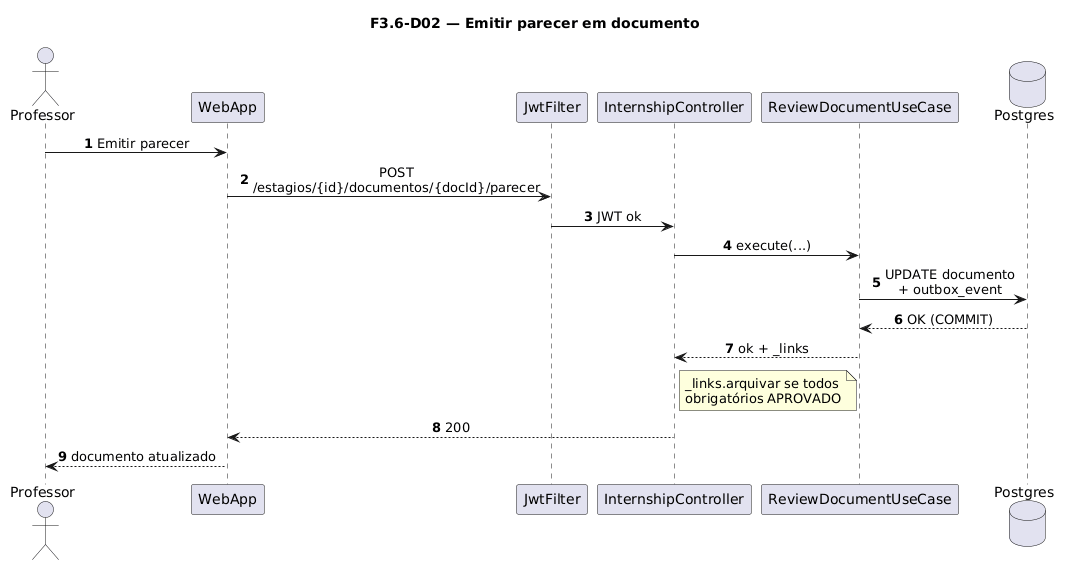 F3.6-D02 — Emitir parecer em documento
Professor
WebApp
JwtFilter
InternshipController
ReviewDocumentUseCase
Postgres
1 Emitir parecer
2 POST
/estagios/{id}/documentos/{docId}/parecer
3 JWT ok
4 execute(...)
5 UPDATE documento
+ outbox_event
6 OK (COMMIT)
7 ok + _links
_links.arquivar se todos
obrigatórios APROVADO
8 200
9 documento atualizado
Professor
WebApp
JwtFilter
InternshipController
ReviewDocumentUseCase
Postgres